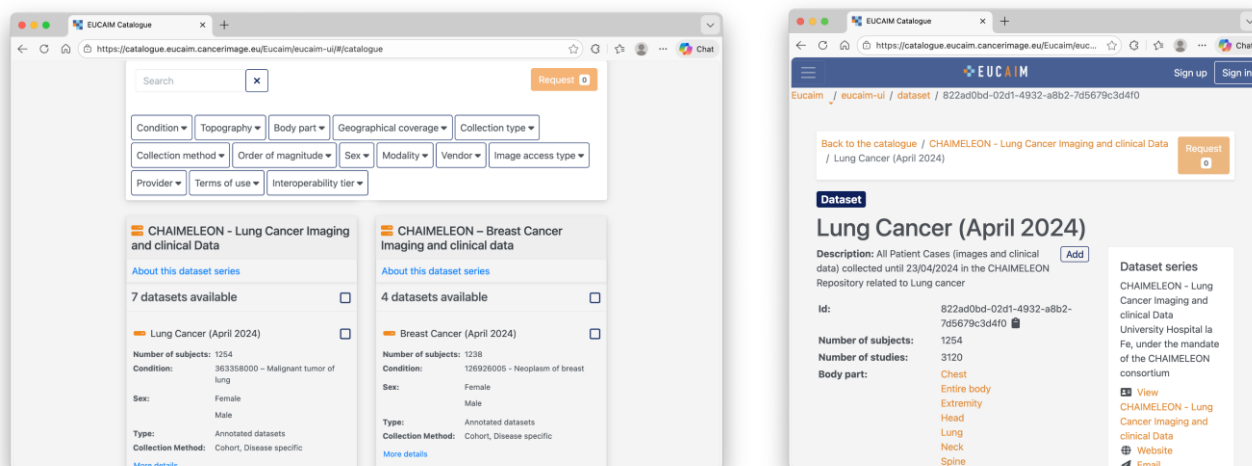 EUCAIM Catalogue
https://catalogue.eucaim.cancerimage.eu/Eucaim/eucaim-ui/#/catalogue
Chat
Search
Request 0
Condition
Topography
Body part
Geographical coverage
Collection type
Collection method
Order of magnitude
Sex
Modality
Vendor
Image access type
Provider
Terms of use
Interoperability tier
CHAIMELEON - Lung Cancer Imaging
and clinical Data
About this dataset series
7 datasets available
Lung Cancer (April 2024)
Number of subjects: 1254
Condition: 363358000 – Malignant tumor of
lung
Sex: Female
Male
Type: Annotated datasets
Collection Method: Cohort, Disease specific
More details
CHAIMELEON – Breast Cancer
Imaging and clinical data
About this dataset series
4 datasets available
Breast Cancer (April 2024)
Number of subjects: 1238
Condition: 126926005 - Neoplasm of breast
Sex: Female
Male
Type: Annotated datasets
Collection Method: Cohort, Disease specific
More details
EUCAIM Catalogue
https://catalogue.eucaim.cancerimage.eu/Eucaim/euc...
Chat
EUCAIM
Sign up
Sign in
Eucaim / eucaim-ui / dataset / 822ad0bd-02d1-4932-a8b2-7d5679c3d4f0
Back to the catalogue / CHAIMELEON - Lung Cancer Imaging and clinical Data
/ Lung Cancer (April 2024)
Request
0
Dataset
Lung Cancer (April 2024)
Description: All Patient Cases (images and clinical
data) collected until 23/04/2024 in the CHAIMELEON
Repository related to Lung cancer
Add
Id: 822ad0bd-02d1-4932-a8b2-
7d5679c3d4f0
Number of subjects: 1254
Number of studies: 3120
Body part: Chest
Entire body
Extremity
Head
Lung
Neck
Spine
Dataset series
CHAIMELEON - Lung
Cancer Imaging and
clinical Data
University Hospital la
Fe, under the mandate
of the CHAIMELEON
consortium
View
CHAIMELEON - Lung
Cancer Imaging and
clinical Data
Website
Email